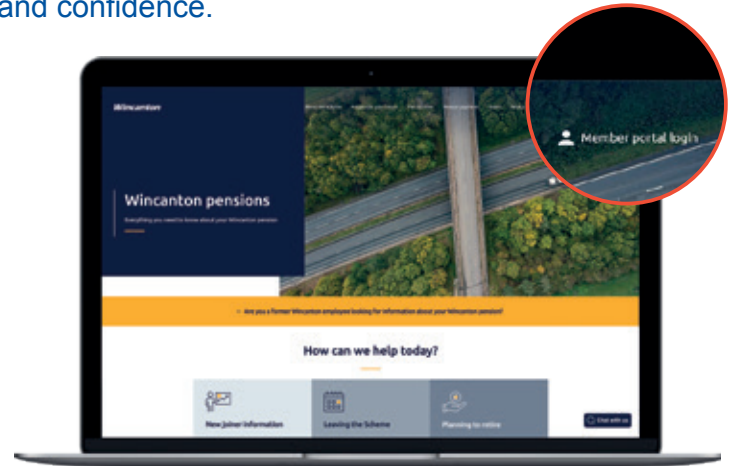 and confidence.
Member portal login
Wincanton
Wincanton pensions
Everything you need to know about your Wincanton pension
Are you a former Wincanton employee looking for information about your Wincanton pension?
How can we help today?
New Joiner Information
Leaving the Scheme
Planning to retire
Chat with us